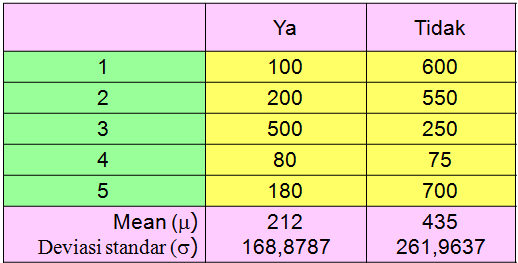 Ya Tidak
1 100 600
2 200 550
3 500 250
4 80 75
5 180 700
Mean (μ) 212 435
Deviasi standar (σ) 168,8787 261,9637